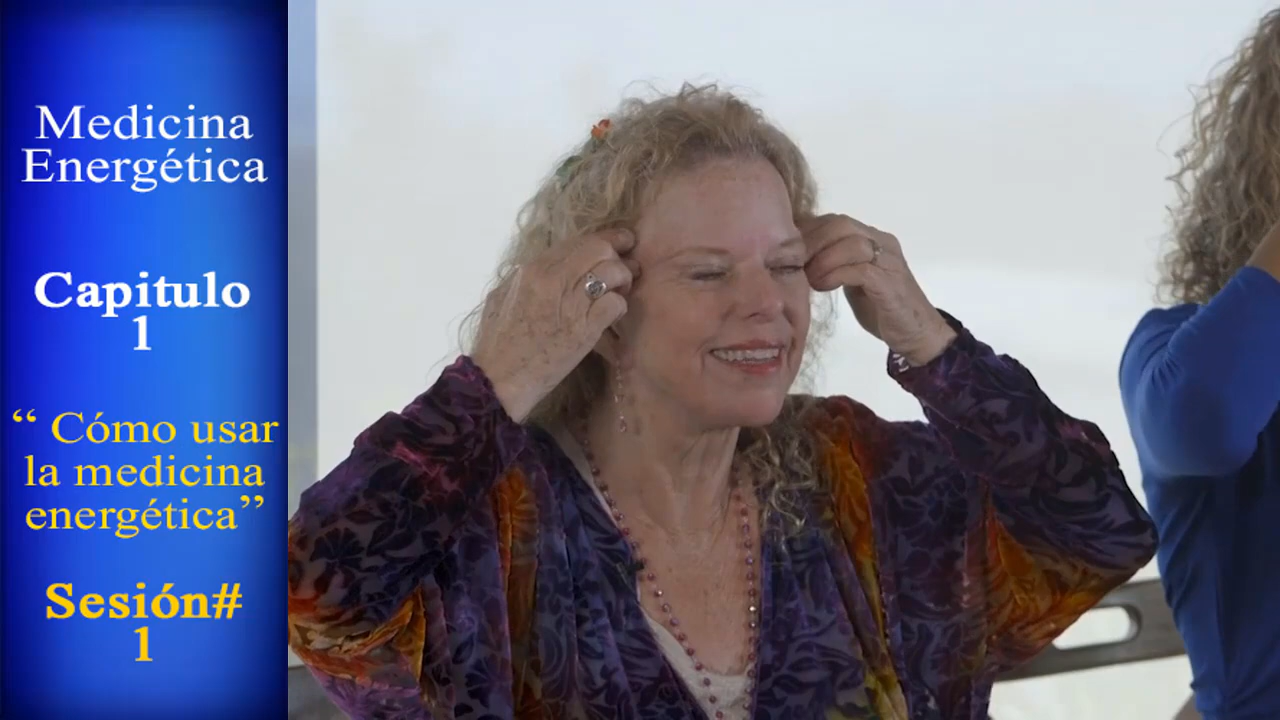 Medicina
Energética
Capitulo
1
“ Cómo usar
la medicina
energética”
Sesión#
1